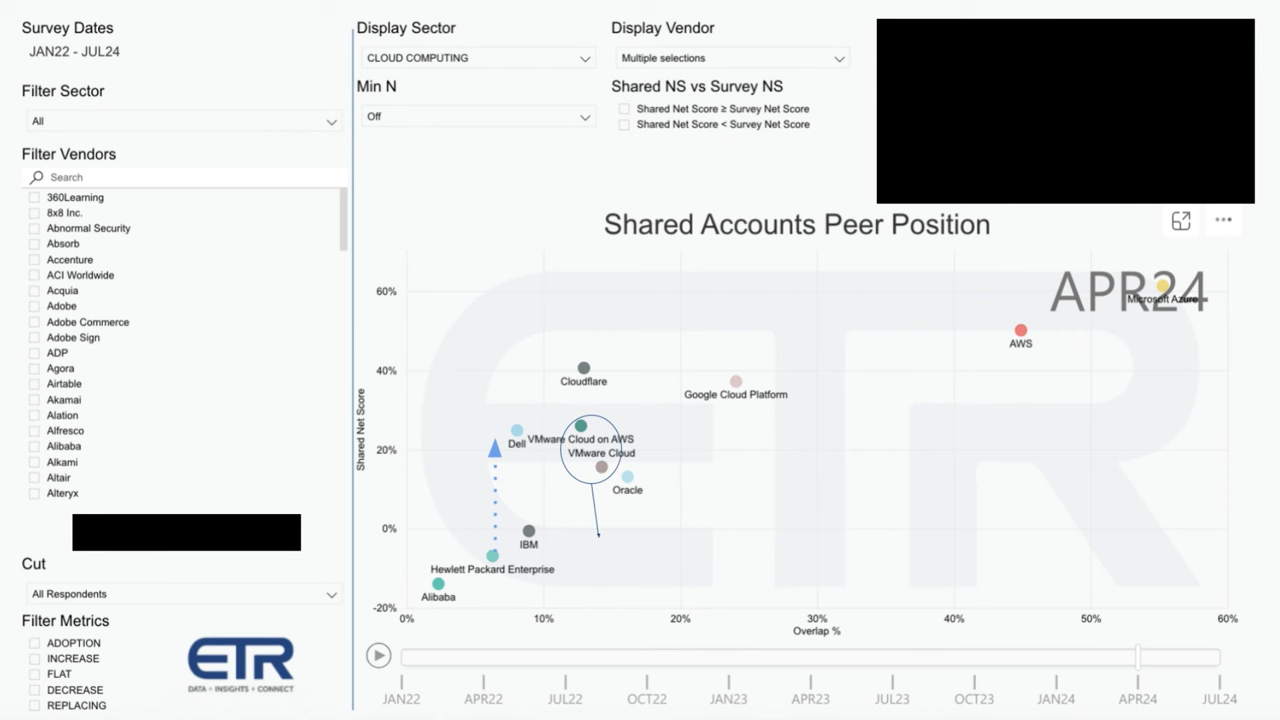 Survey Dates
JAN22 - JUL24
Filter Sector
All
Filter Vendors
Search
360Learning
8x8 Inc.
Abnormal Security
Absorb
Accenture
ACI Worldwide
Acquia
Adobe
Adobe Commerce
Adobe Sign
ADP
Agora
Airtable
Akamai
Alation
Alfresco
Alibaba
Alkami
Altair
Alteryx
Cut
All Respondents
Filter Metrics
ADOPTION
INCREASE
FLAT
DECREASE
REPLACING
ETR
DATA + INSIGHTS + CONNECT
Display Sector
CLOUD COMPUTING
Min N
Off
Display Vendor
Multiple selections
Shared NS vs Survey NS
Shared Net Score ≥ Survey Net Score
Shared Net Score < Survey Net Score
Shared Accounts Peer Position
ETR
APR24
Microsoft Azure
AWS
Cloudflare
Google Cloud Platform
Dell
VMware Cloud on AWS
VMware Cloud
Oracle
IBM
Hewlett Packard Enterprise
Alibaba
Shared Net Score
60%
40%
20%
0%
-20%
0% 10% 20% 30% 40% 50% 60%
Overlap %
JAN22 APR22 JUL22 OCT22 JAN23 APR23 JUL23 OCT23 JAN24 APR24 JUL24